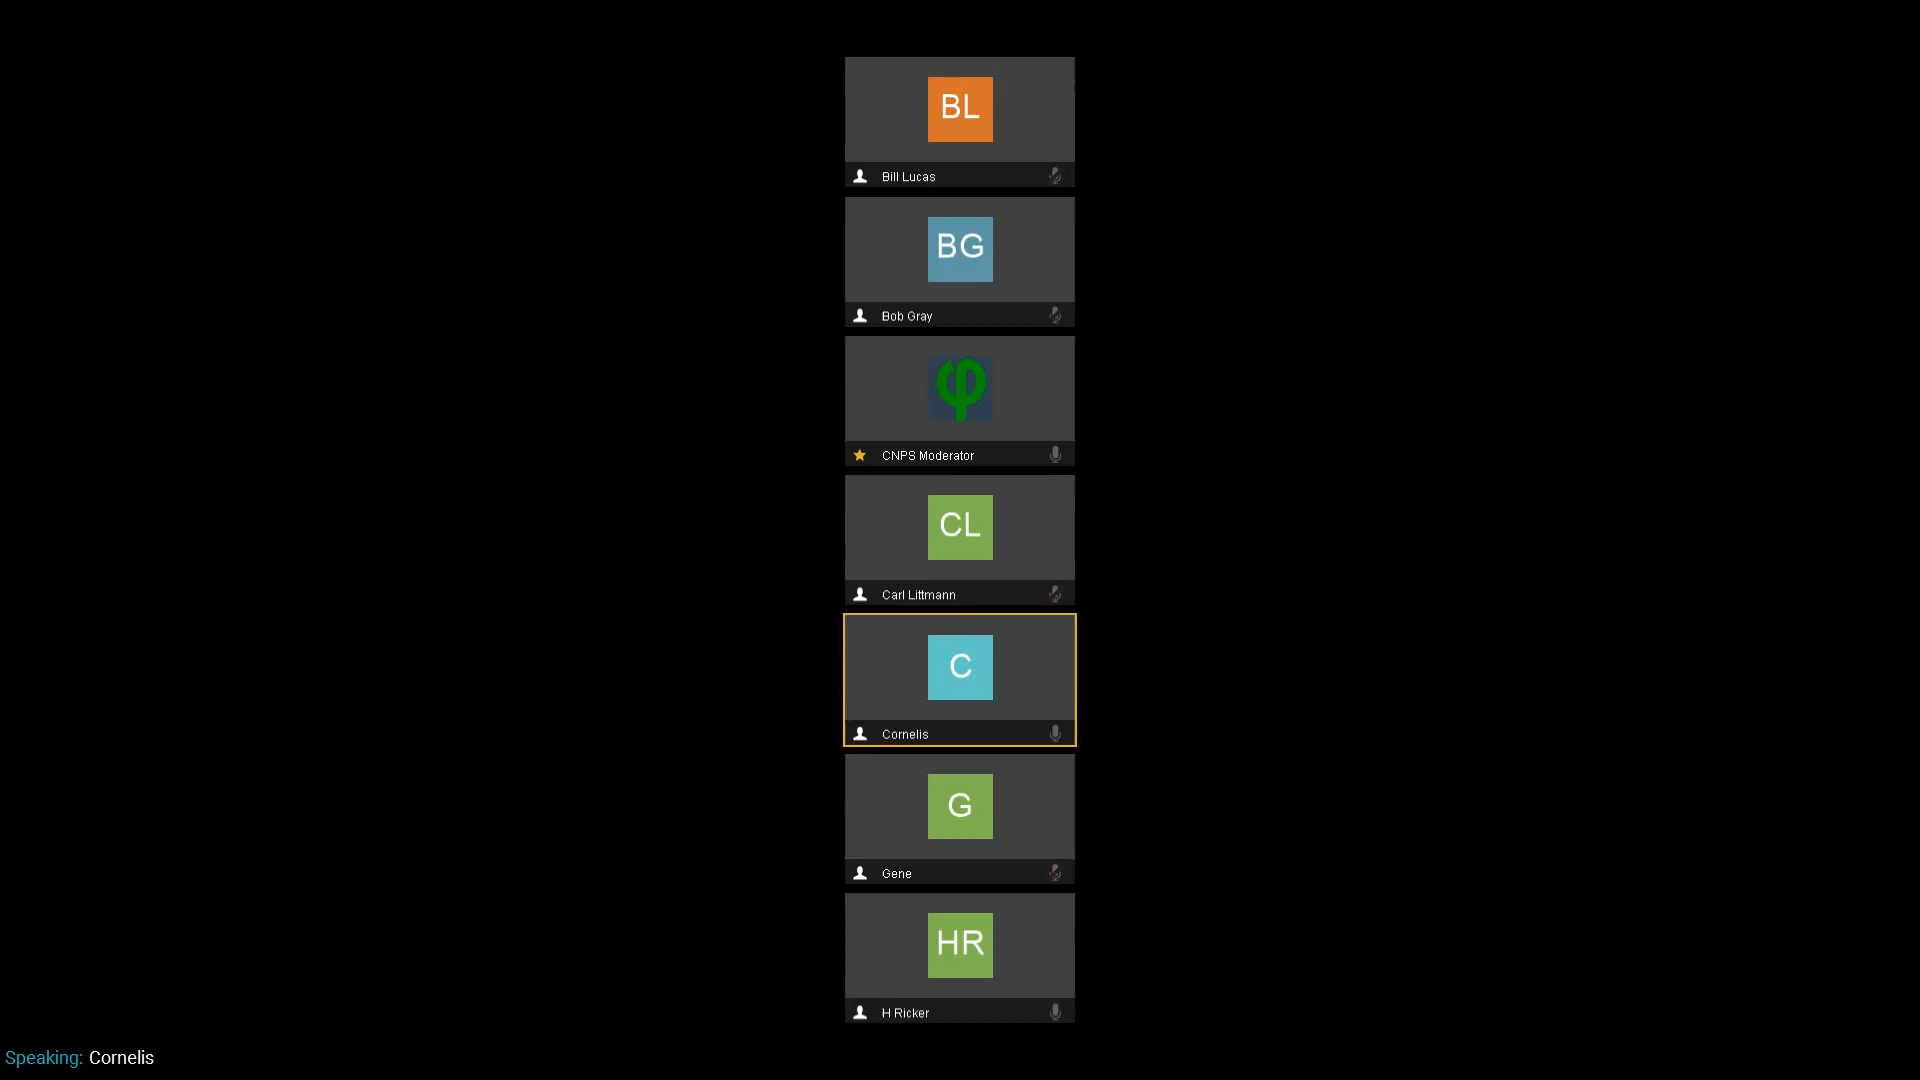 BL
Bill Lucas
BG
Bob Gray
φ
CNPS Moderator
CL
Carl Littmann
C
Cornelis
G
Gene
HR
H Ricker
Speaking: Cornelis